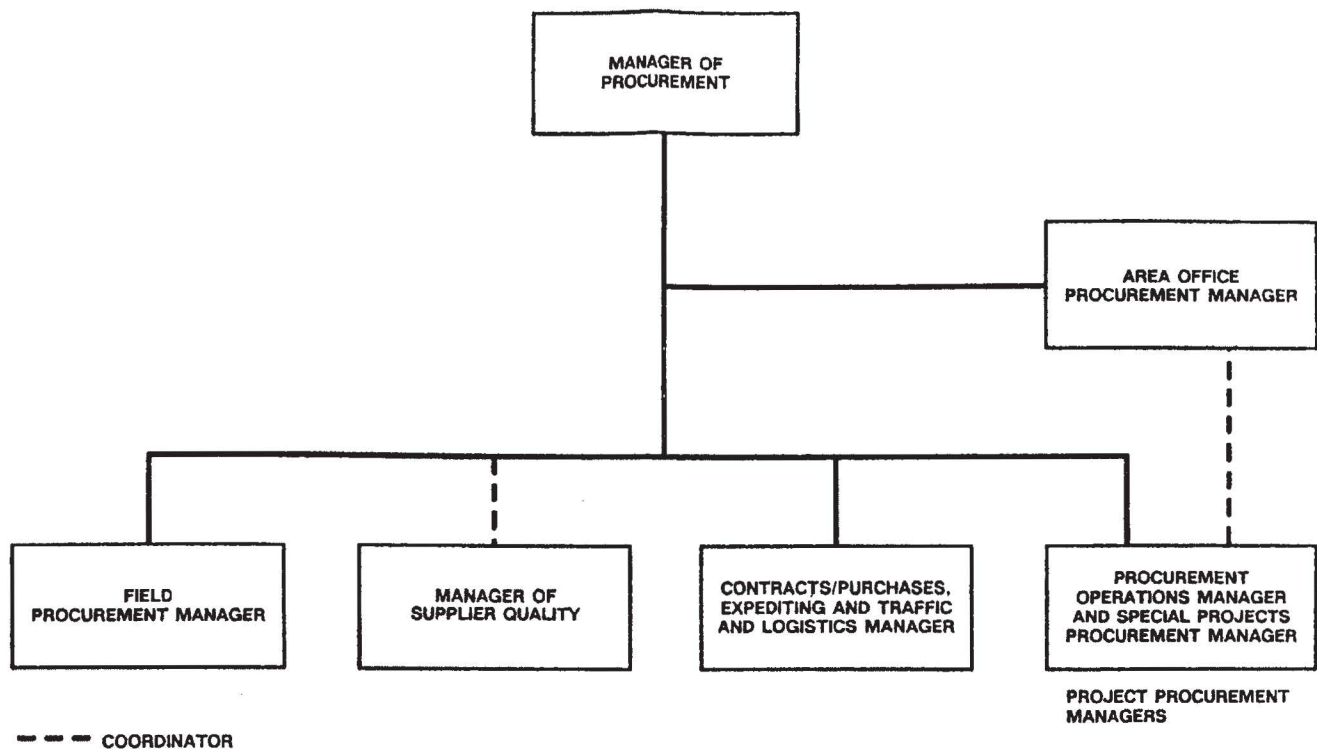 MANAGER OF
PROCUREMENT
AREA OFFICE
PROCUREMENT MANAGER
FIELD
PROCUREMENT MANAGER
MANAGER OF
SUPPLIER QUALITY
CONTRACTS/PURCHASES,
EXPEDITING AND TRAFFIC
AND LOGISTICS MANAGER
PROCUREMENT
OPERATIONS MANAGER
AND SPECIAL PROJECTS
PROCUREMENT MANAGER
PROJECT PROCUREMENT
MANAGERS
COORDINATOR